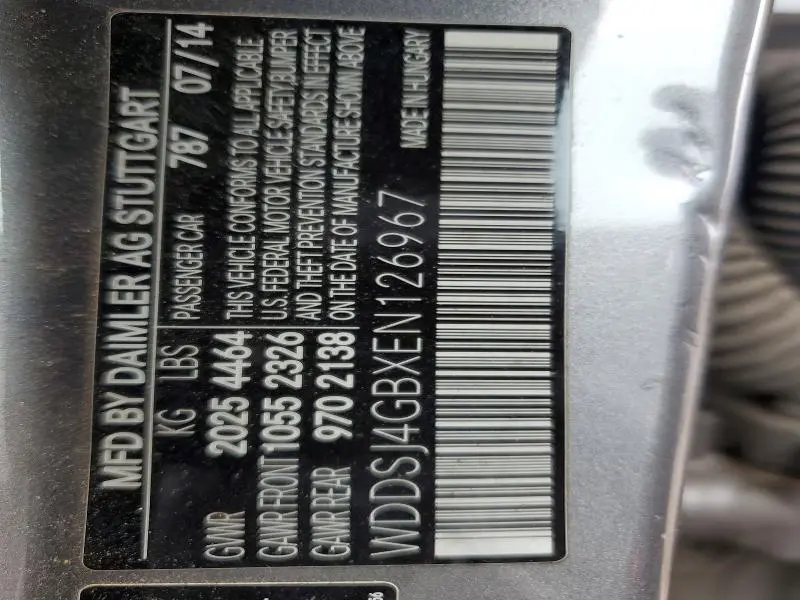 MFD BY DAIMLER AG STUTTGART
KG LBS PASSENGER CAR 787 07/14
GWR 2025 4464 THIS VEHICLE CONFORMS TO ALL APPLICABLE
GAWR FRONT 1055 2326 U.S. FEDERAL MOTOR VEHICLE SAFETY, BUMPER
GAWR REAR 970 2138 AND THEFT PREVENTION STANDARDS IN EFFECT
ON THE DATE OF MANUFACTURE SHOWN ABOVE
WDDSJ4GBXEN126967 MADE IN HUNGARY